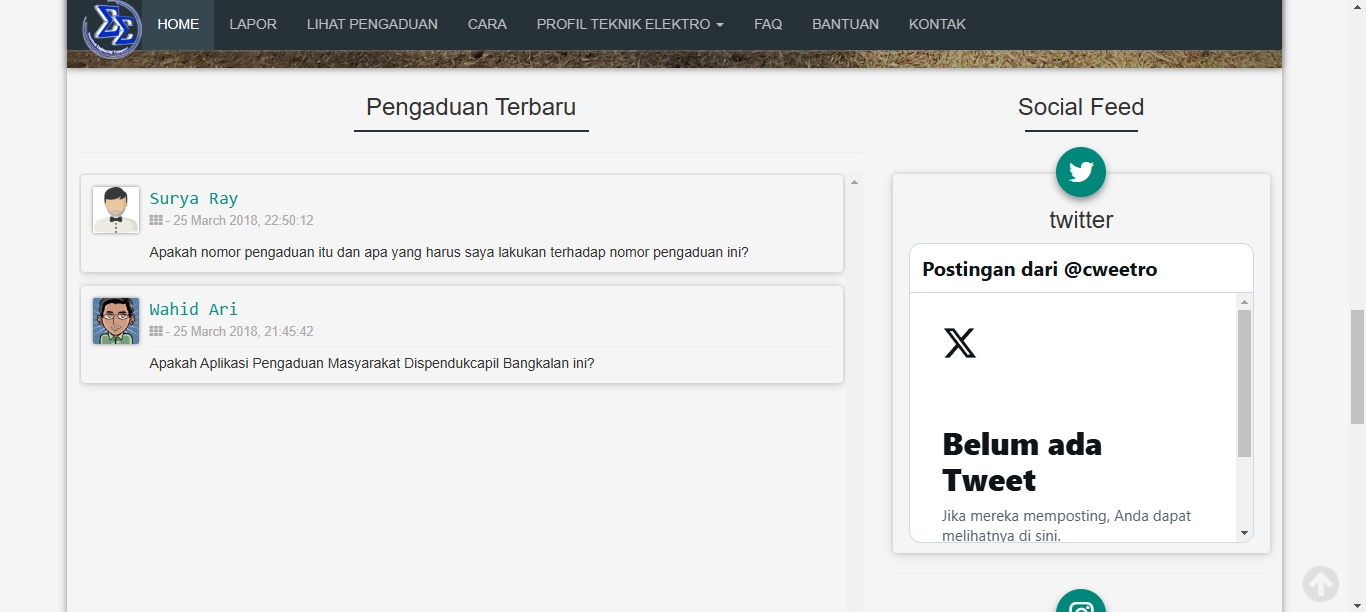 HOME LAPOR LIHAT PENGADUAN CARA PROFIL TEKNIK ELEKTRO FAQ BANTUAN KONTAK
Pengaduan Terbaru
Surya Ray
- 25 March 2018, 22:50:12
Apakah nomor pengaduan itu dan apa yang harus saya lakukan terhadap nomor pengaduan ini?
Wahid Ari
- 25 March 2018, 21:45:42
Apakah Aplikasi Pengaduan Masyarakat Dispendukcapil Bangkalan ini?
Social Feed
twitter
Postingan dari @cweetro
Belum ada
Tweet
Jika mereka memposting, Anda dapat
melihatnya di sini.